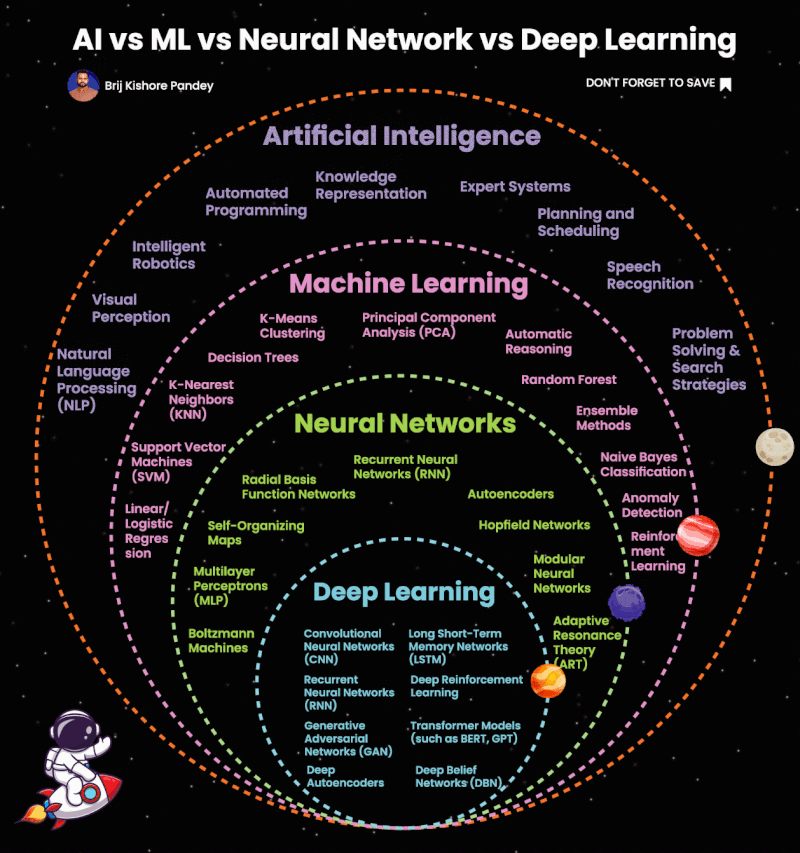 AI vs ML vs Neural Network vs Deep Learning
Brij Kishore Pandey
DON'T FORGET TO SAVE
Artificial Intelligence
Knowledge
Representation
Expert Systems
Automated
Programming
Planning and
Scheduling
Intelligent
Robotics
Speech
Recognition
Visual
Perception
Problem
Solving &
Search
Strategies
Natural
Language
Processing
(NLP)
Machine Learning
K-Means
Clustering
Principal Component
Analysis (PCA)
Automatic
Reasoning
Decision Trees
Random Forest
K-Nearest
Neighbors
(KNN)
Ensemble
Methods
Support Vector
Machines
(SVM)
Naive Bayes
Classification
Linear/
Logistic
Regres
sion
Anomaly
Detection
Reinfor
ment
Learning
Neural Networks
Recurrent Neural
Networks (RNN)
Radial Basis
Function Networks
Autoencoders
Self-Organizing
Maps
Hopfield Networks
Multilayer
Perceptrons
(MLP)
Modular
Neural
Networks
Boltzmann
Machines
Adaptive
Resonance
Theory
(ART)
Deep Learning
Convolutional
Neural Networks
(CNN)
Long Short-Term
Memory Networks
(LSTM)
Recurrent
Neural Networks
(RNN)
Deep Reinforcement
Learning
Generative
Adversarial
Networks (GAN)
Transformer Models
(such as BERT, GPT)
Deep
Autoencoders
Deep Belief
Networks (DBN)